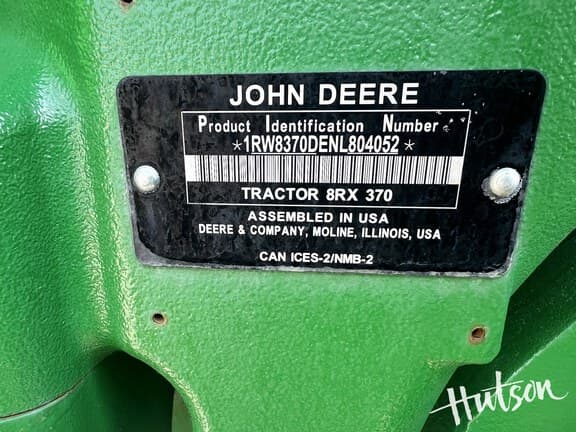 JOHN DEERE
Product Identification Number
*1RW8370DENL804052*
TRACTOR 8RX 370
ASSEMBLED IN USA
DEERE & COMPANY, MOLINE, ILLINOIS, USA
CAN ICES-2/NMB-2
Hutson